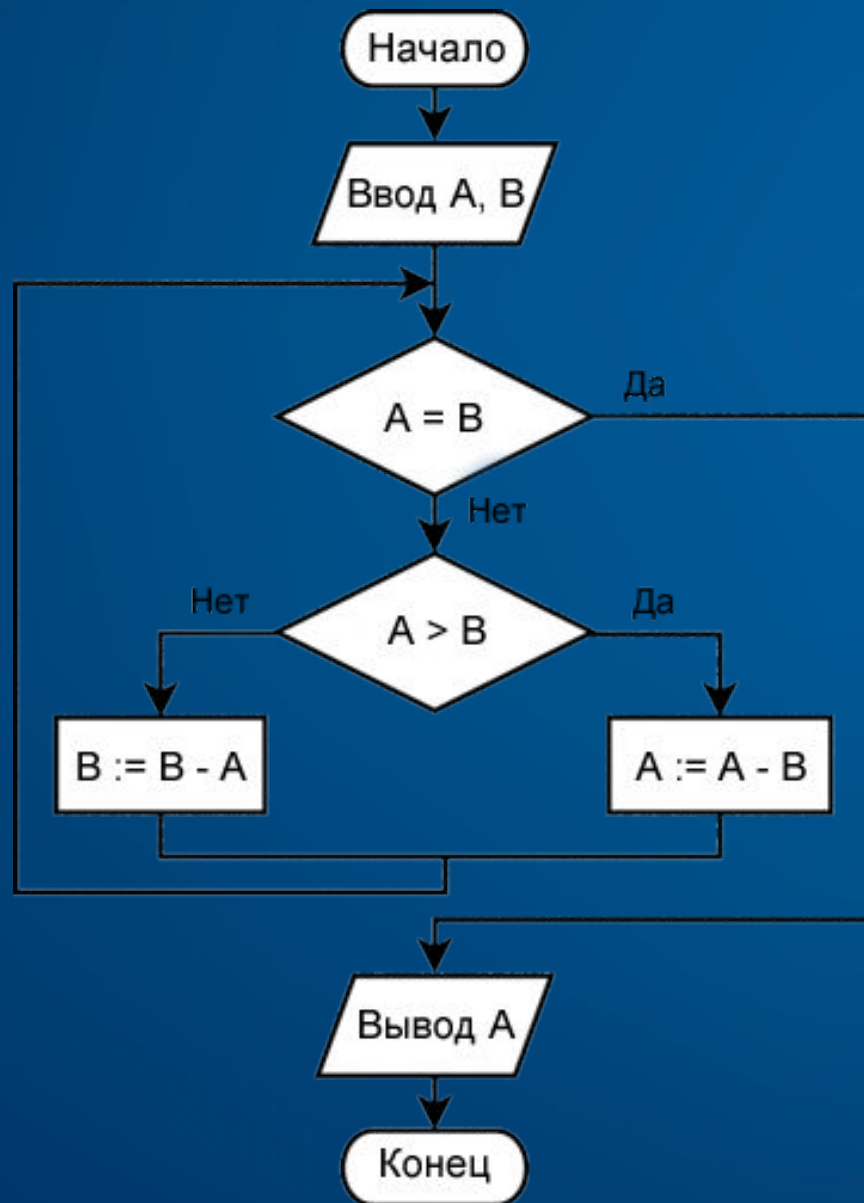 Начало
Ввод A, B
A = B
Да
Нет
A > B
Нет
Да
B := B - A
A := A - B
Вывод A
Конец